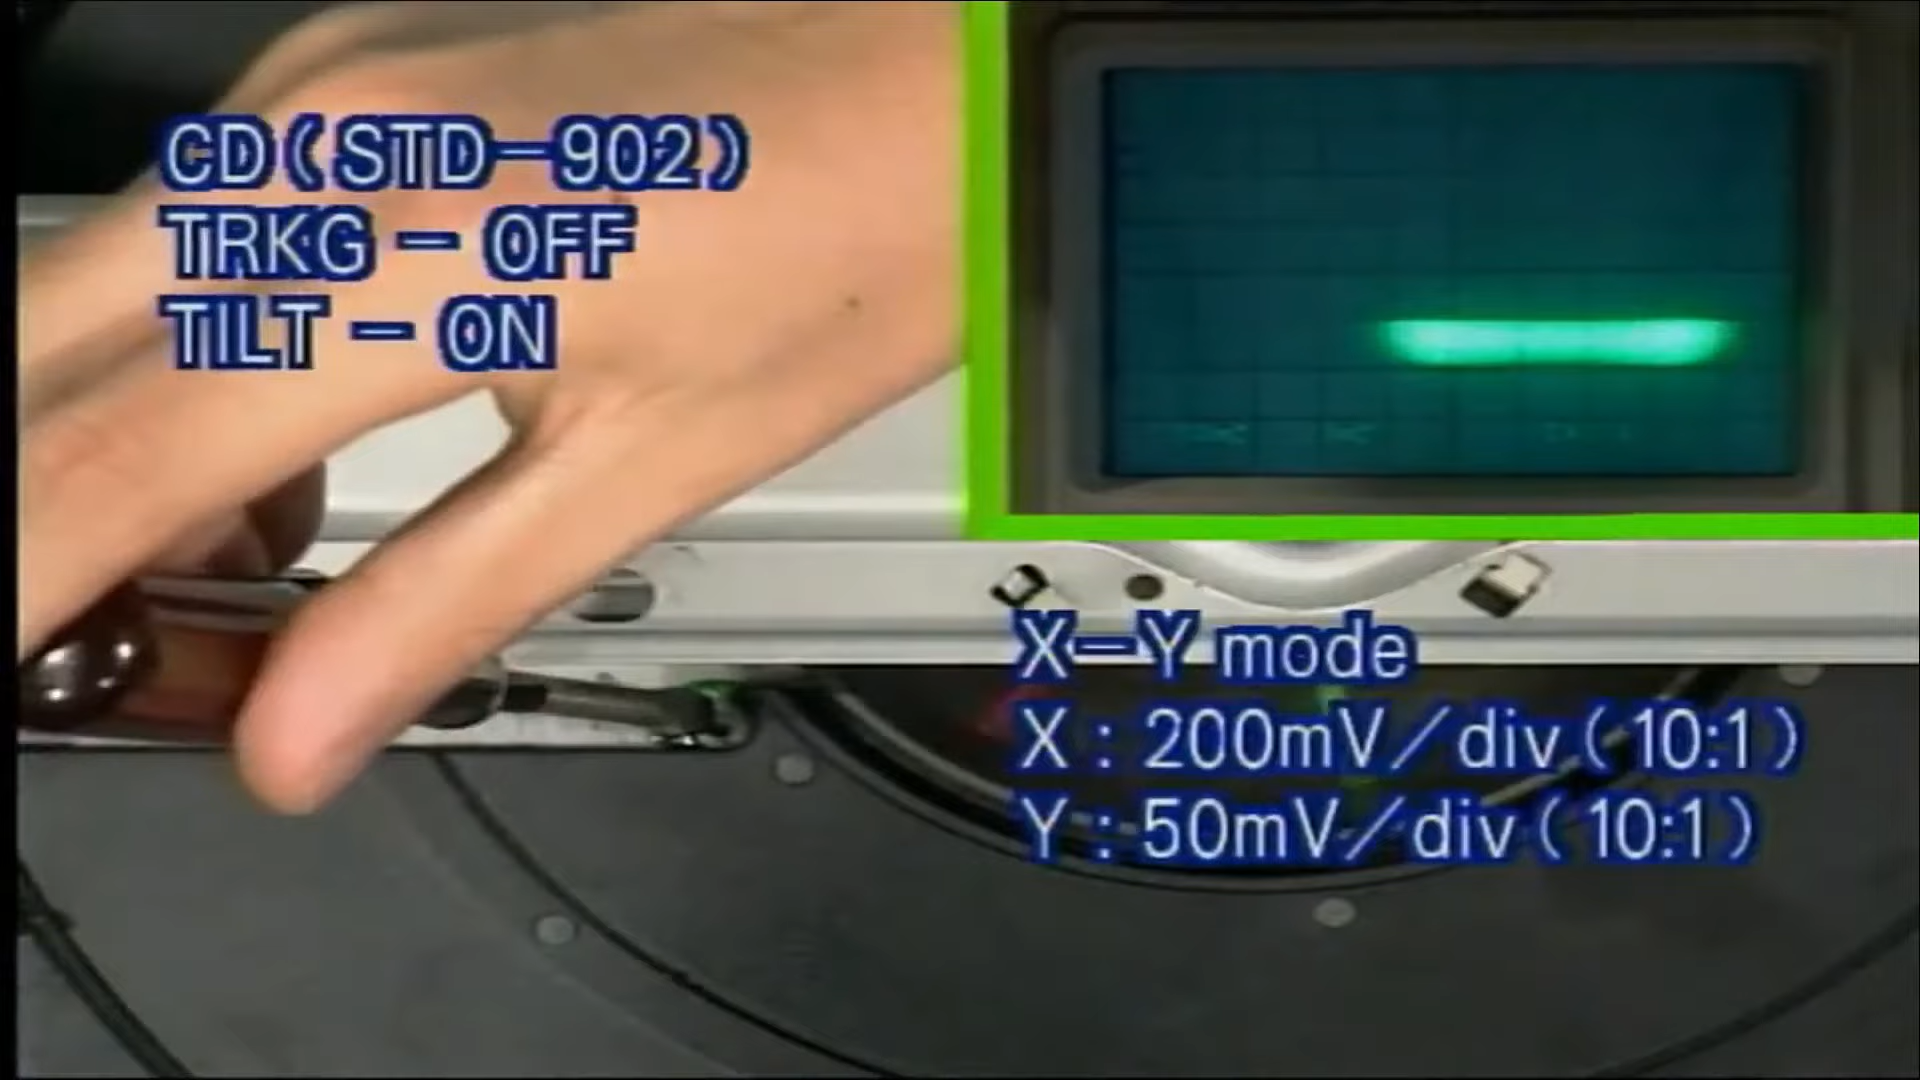 CD(STD-902)
TRKG - OFF
TILT - ON
X-Y mode
X : 200mV/div(10:1)
Y : 50mV/div(10:1)